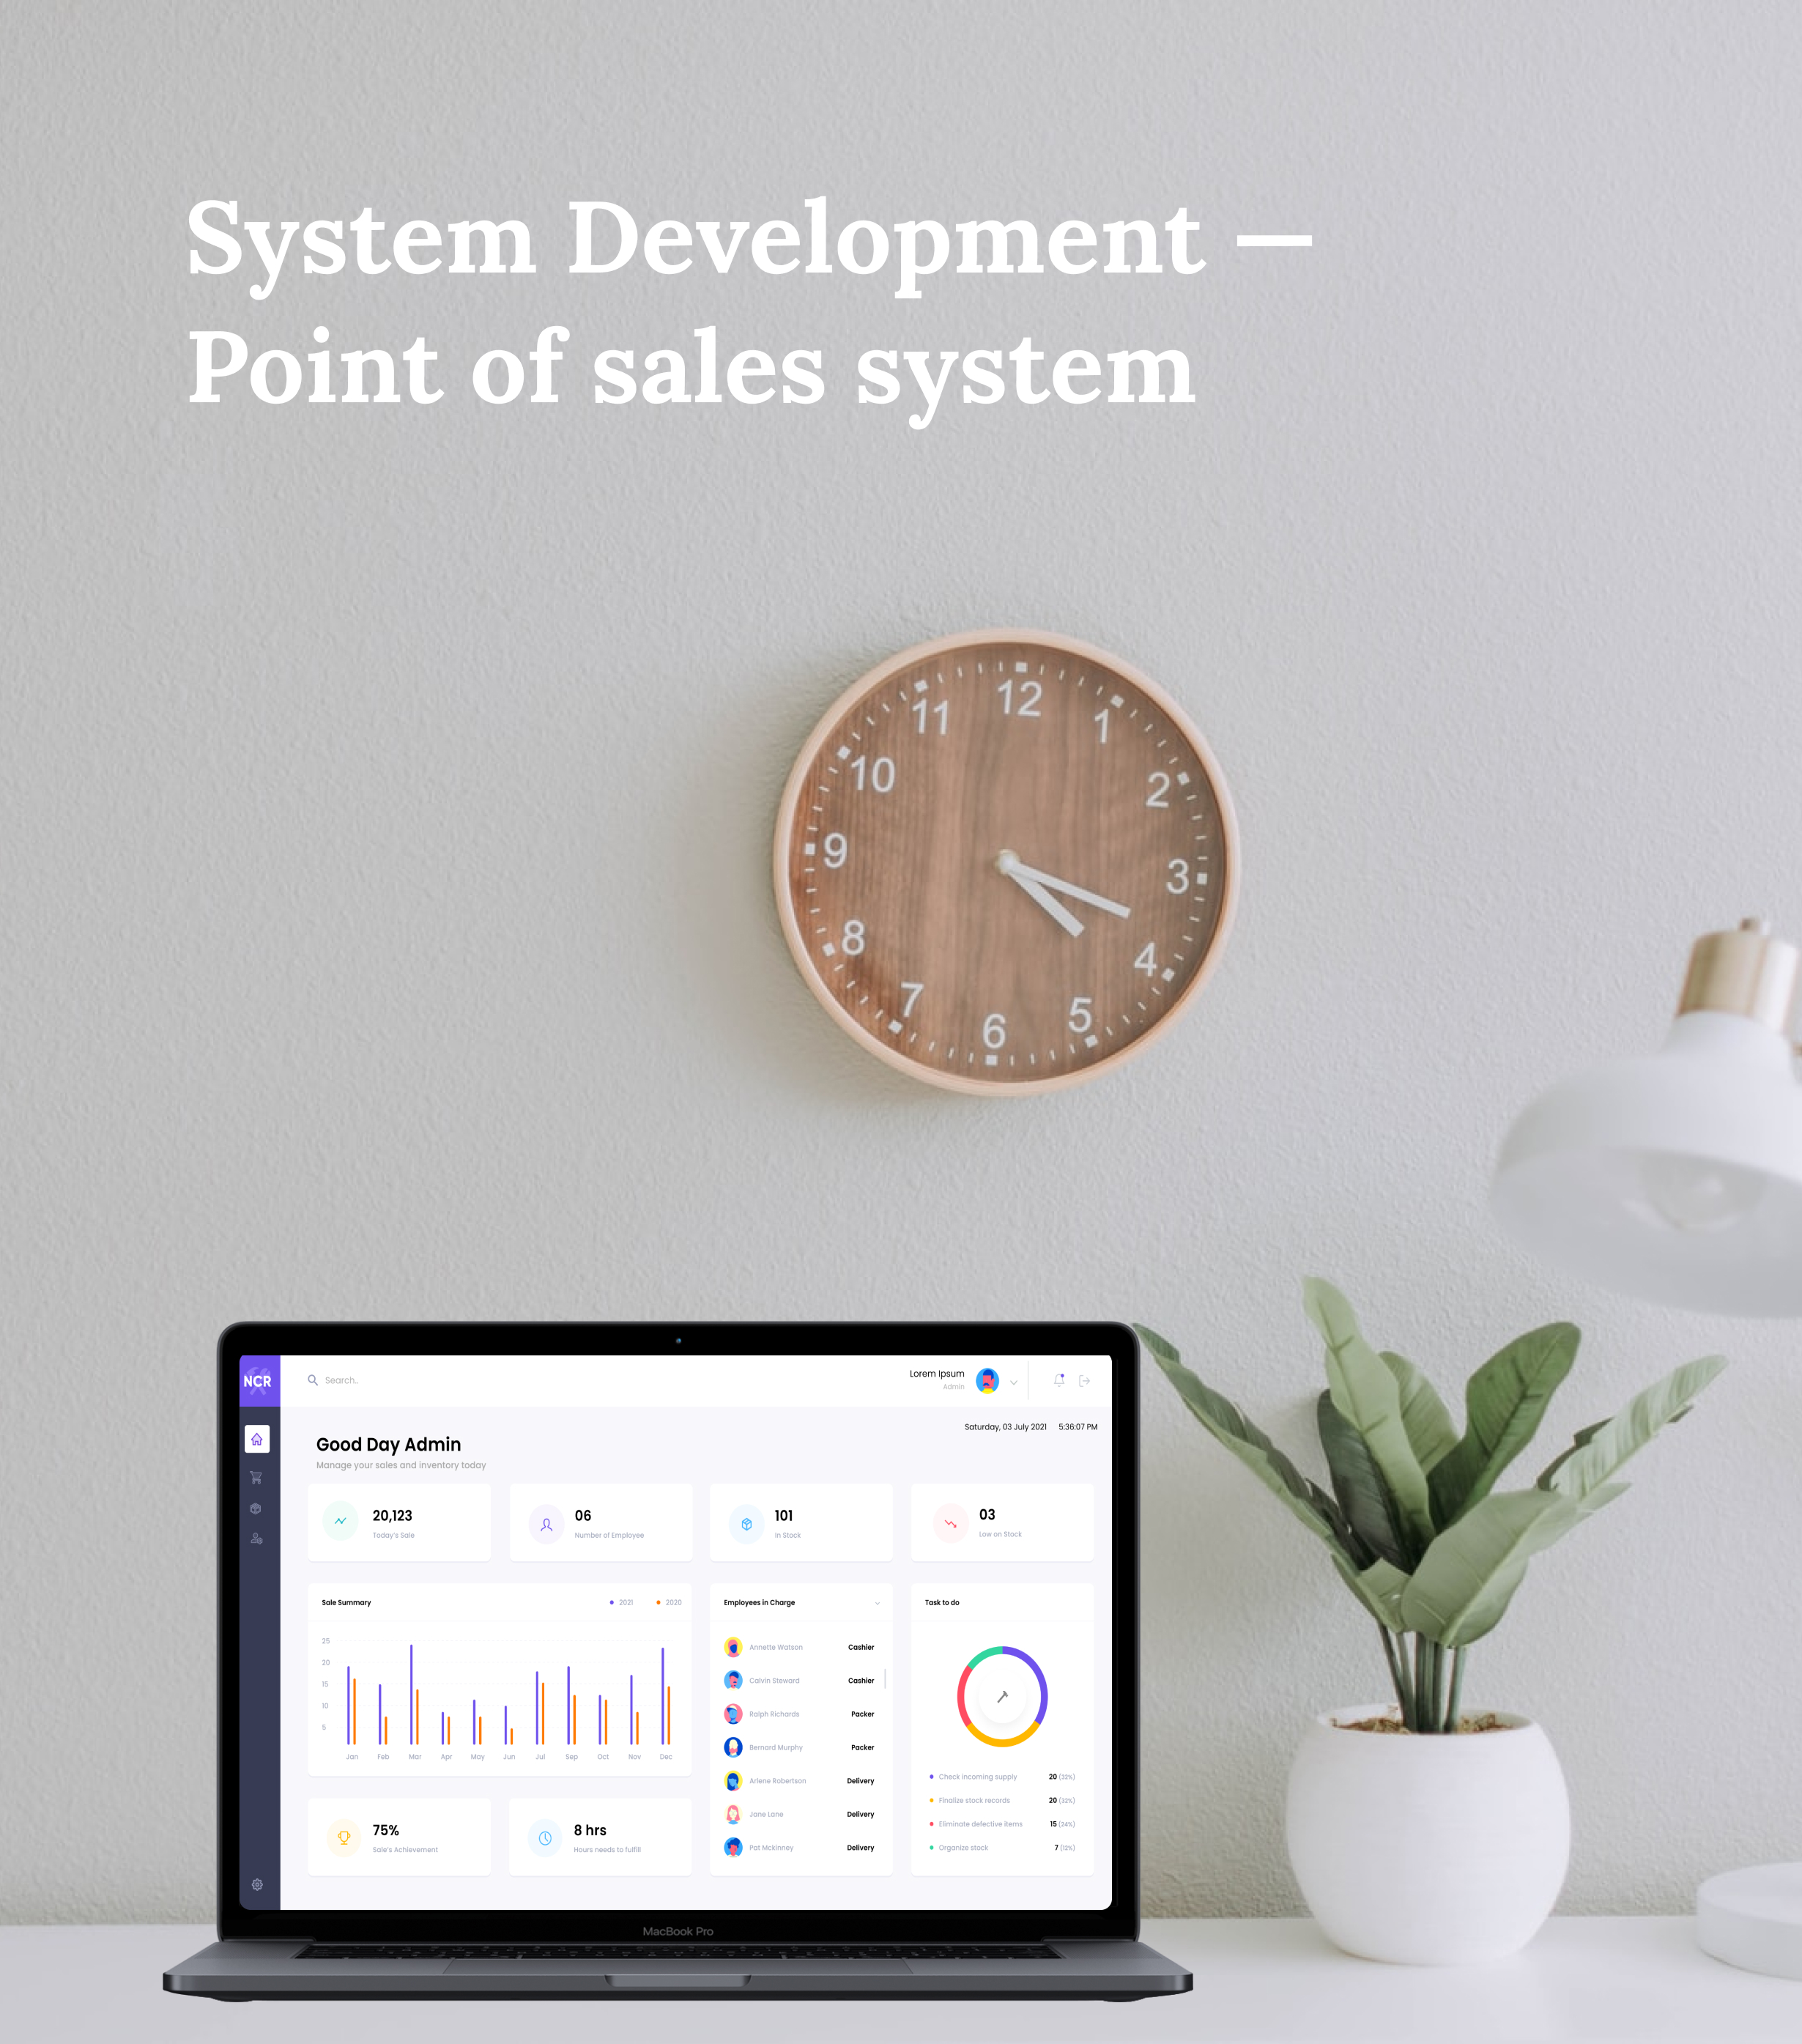 System Development —
Point of sales system
12
11
1
10
2
9
3
8
4
7
5
6
NCR
Search..
Lorem Ipsum
Admin
Saturday, 03 July 2021 5:36:07 PM
Good Day Admin
Manage your sales and inventory today
20,123
Today's Sale
06
Number of Employee
101
in Stock
03
Low on Stock
Sale Summary
2021 2020
25
20
15
10
5
Jan Feb Mar Apr May Jun Jul Sep Oct Nov Dec
Employees in Charge
Annette Watson Cashier
Calvin Steward Cashier
Ralph Richards Packer
Bernard Murphy Packer
Arlene Robertson Delivery
Jane Lane Delivery
Pat Mckinney Delivery
Task to do
Check incoming supply 20 (32%)
Finalize stock records 20 (33%)
Eliminate defective items 15 (24%)
Organize stock 7 (12%)
75%
Sale's Achievement
8 hrs
Hours needs to fulfill
MacBook Pro